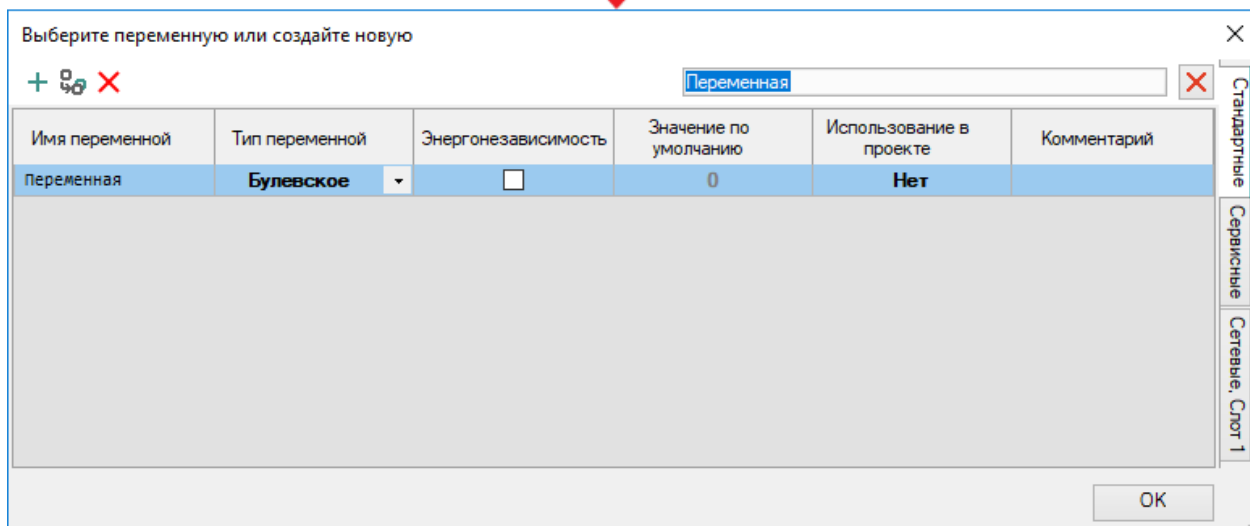 Выберите переменную или создайте новую
Переменная
Имя переменной
Тип переменной
Энергонезависимость
Значение по
умолчанию
Использование в
проекте
Комментарий
Переменная
Булевское
0
Нет
Стандартные
Сервисные
Сетевые, Слот 1
OK